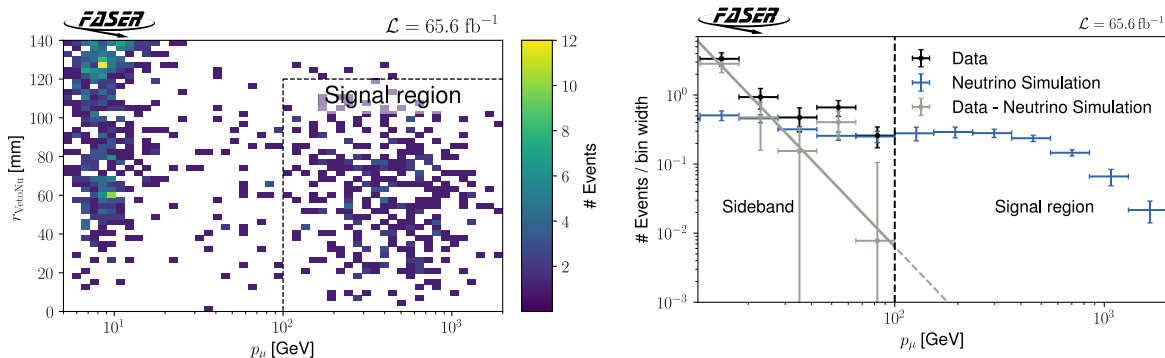 FASER
L = 65.6 fb⁻¹
140
120
100
80
60
40
20
0
r_VetoNu [mm]
Signal region
10¹
10²
10³
p_μ [GeV]
12
10
8
6
4
2
# Events
FASER
L = 65.6 fb⁻¹
Data
Neutrino Simulation
Data - Neutrino Simulation
10⁰
10⁻¹
10⁻²
10⁻³
# Events / bin width
Sideband
Signal region
10²
10³
p_μ [GeV]